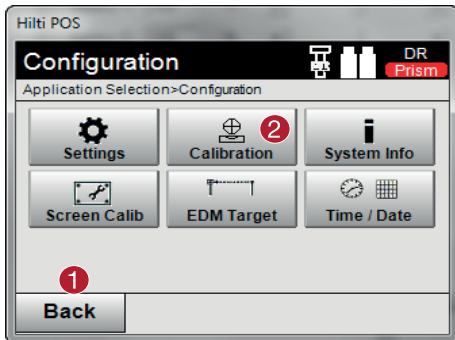 Hilti POS
Configuration
DR
Prism
Application Selection>Configuration
2
Settings
Calibration
System Info
Screen Calib
EDM Target
Time / Date
1
Back